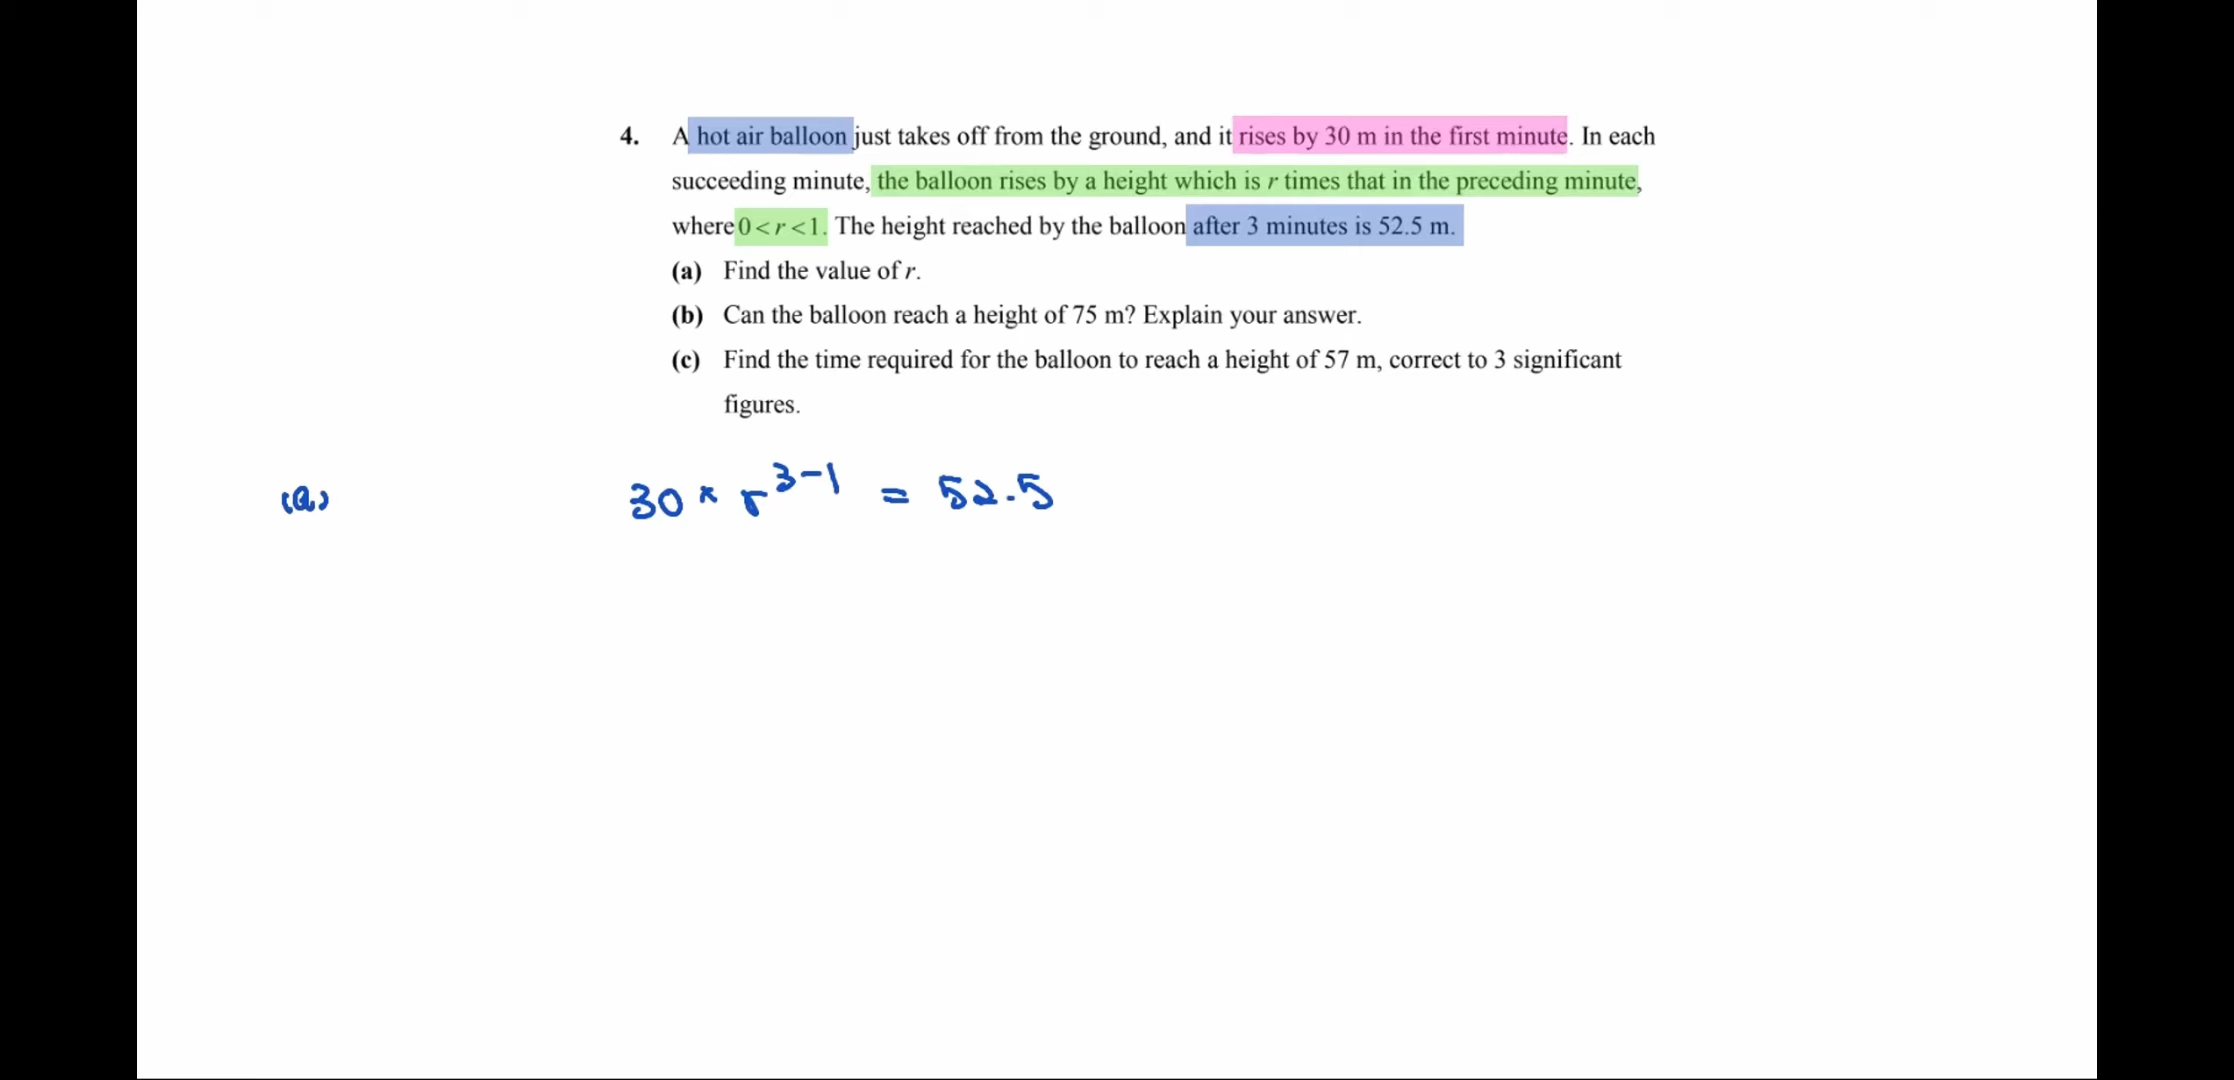 4. A hot air balloon just takes off from the ground, and it rises by 30 m in the first minute. In each
succeeding minute, the balloon rises by a height which is r times that in the preceding minute,
where 0 < r < 1. The height reached by the balloon after 3 minutes is 52.5 m.
(a) Find the value of r.
(b) Can the balloon reach a height of 75 m? Explain your answer.
(c) Find the time required for the balloon to reach a height of 57 m, correct to 3 significant
figures.
(a) 30 * r^3-1 = 52.5